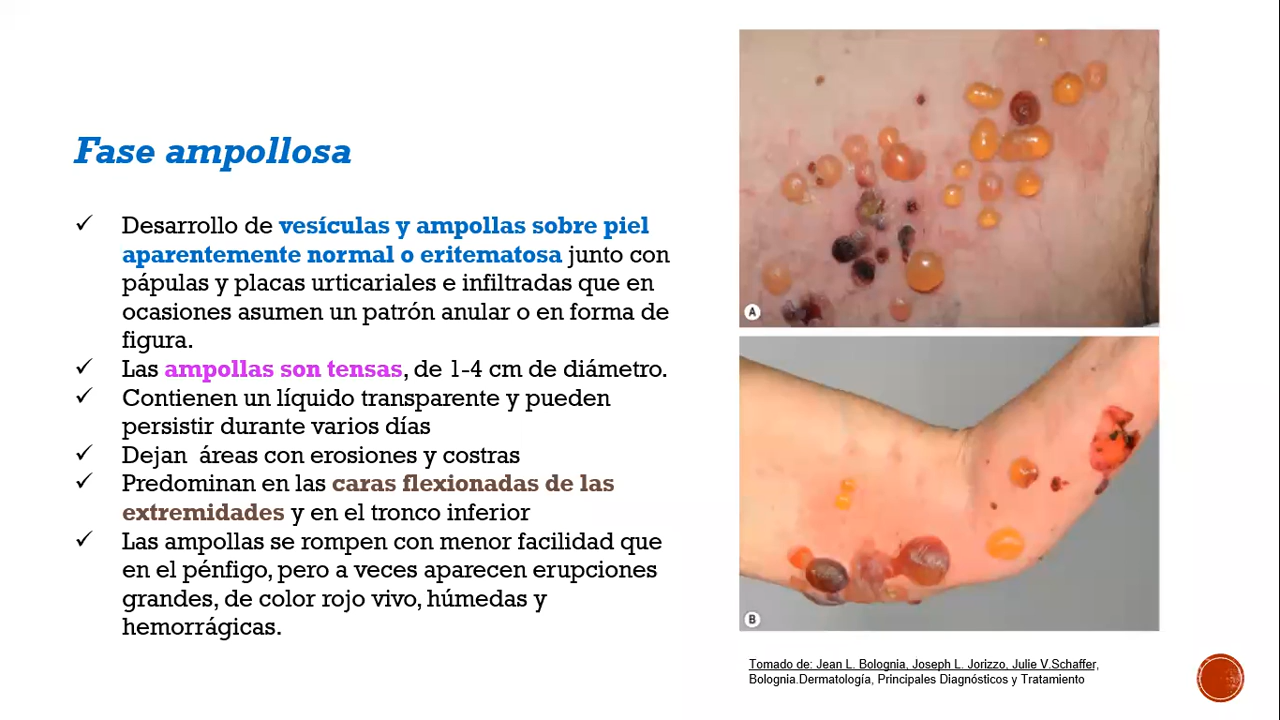 Fase ampollosa
✓ Desarrollo de vesículas y ampollas sobre piel
aparentemente normal o eritematosa junto con
pápulas y placas urticariales e infiltradas que en
ocasiones asumen un patrón anular o en forma de
figura.
✓ Las ampollas son tensas, de 1-4 cm de diámetro.
✓ Contienen un líquido transparente y pueden
persistir durante varios días
✓ Dejan áreas con erosiones y costras
✓ Predominan en las caras flexionadas de las
extremidades y en el tronco inferior
✓ Las ampollas se rompen con menor facilidad que
en el pénfigo, pero a veces aparecen erupciones
grandes, de color rojo vivo, húmedas y
hemorrágicas.
A
B
Tomado de: Jean L. Bolognia, Joseph L. Jorizzo, Julie V.Schaffer,
Bolognia.Dermatología, Principales Diagnósticos y Tratamiento